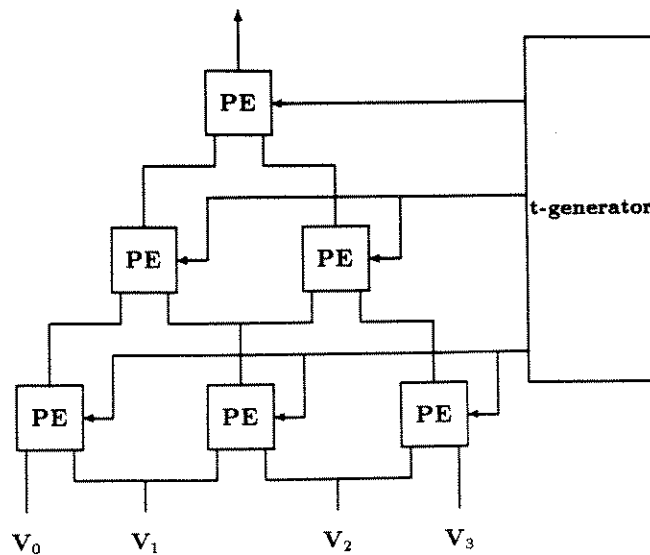 PE
t-generator
PE PE
PE PE PE
V₀ V₁ V₂ V₃